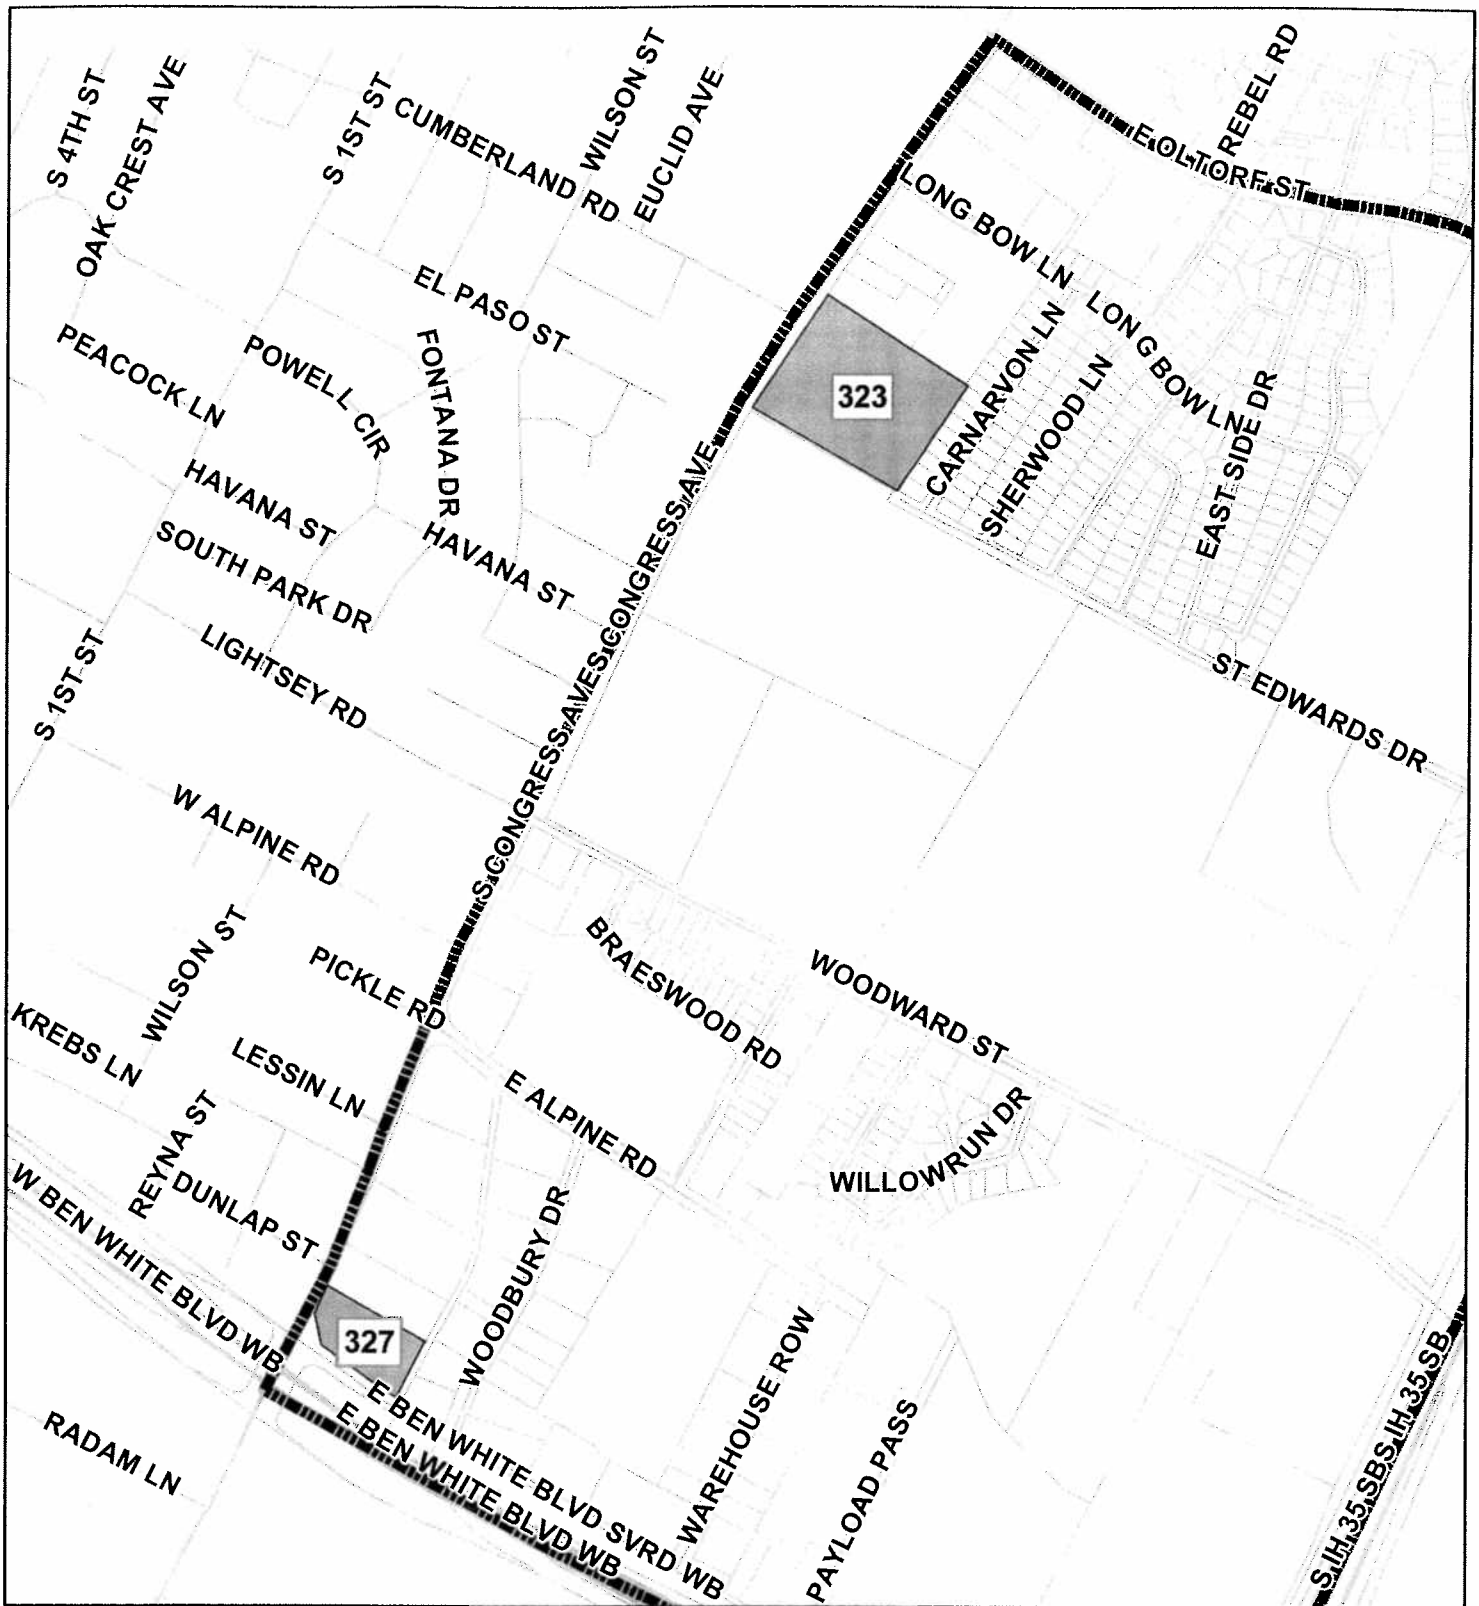 S 4TH ST
OAK CREST AVE
S 1ST ST
CUMBERLAND RD
WILSON ST
EUCLID AVE
REBEL RD
E OLTORF ST
LONG BOW LN
LONG BOW LN
EL PASO ST
PEACOCK LN
POWELL CIR
FONTANA DR
323
CARNARVON LN
SHERWOOD LN
EAST SIDE DR
HAVANA ST
HAVANA ST
SOUTH PARK DR
LIGHTSEY RD
S 1ST ST
S CONGRESS AVES CONGRESS AVE
ST EDWARDS DR
W ALPINE RD
WILSON ST
PICKLE RD
BRAESWOOD RD
WOODWARD ST
KREBS LN
LESSIN LN
E ALPINE RD
WILLOWRUN DR
REYNA ST
DUNLAP ST
W BEN WHITE BLVD WB
WOODBURY DR
327
WAREHOUSE ROW
E BEN WHITE BLVD SVRD WB
E BEN WHITE BLVD WB
PAYLOAD PASS
RADAM LN
S IH 35 SBS IH 35 SB